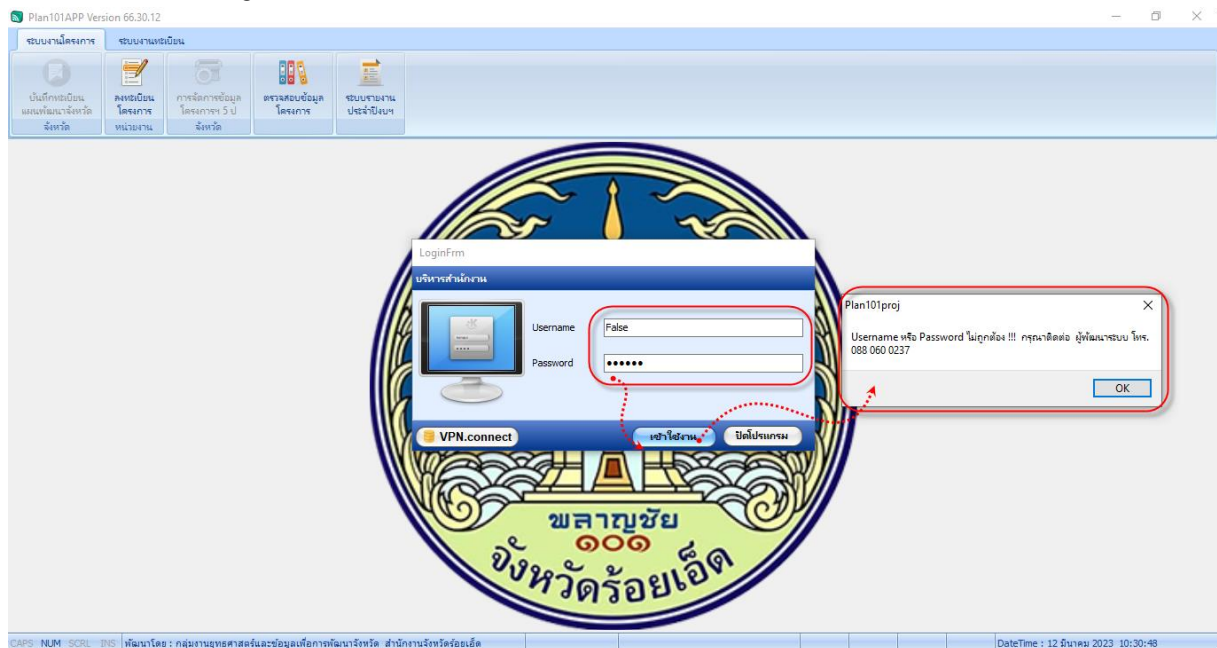 Plan101APP Version 66.30.12
ระบบงานโครงการ ระบบงานทะเบียน
บันทึกทะเบียน
แผนพัฒนาจังหวัด
จังหวัด
ลงทะเบียน
โครงการ
หน่วยงาน
การจัดการข้อมูล
โครงการฯ 5 ปี
จังหวัด
ตรวจสอบข้อมูล
โครงการ
ระบบรายงาน
ประจำปีงบฯ
LoginFrm
บริหารสำนักงาน
Username False
Password ••••••
VPN.connect เข้าใช้งาน ปิดโปรแกรม
Plan101proj
Username หรือ Password ไม่ถูกต้อง !!! กรุณาติดต่อ ผู้พัฒนาระบบ โทร.
088 060 0237
OK
พลาญชัย
๑๐๑
จังหวัดร้อยเอ็ด
CAPS NUM SCRL INS พัฒนาโดย : กลุ่มงานยุทธศาสตร์และข้อมูลเพื่อการพัฒนาจังหวัด สำนักงานจังหวัดร้อยเอ็ด DateTime : 12 มีนาคม 2023 10:30:48